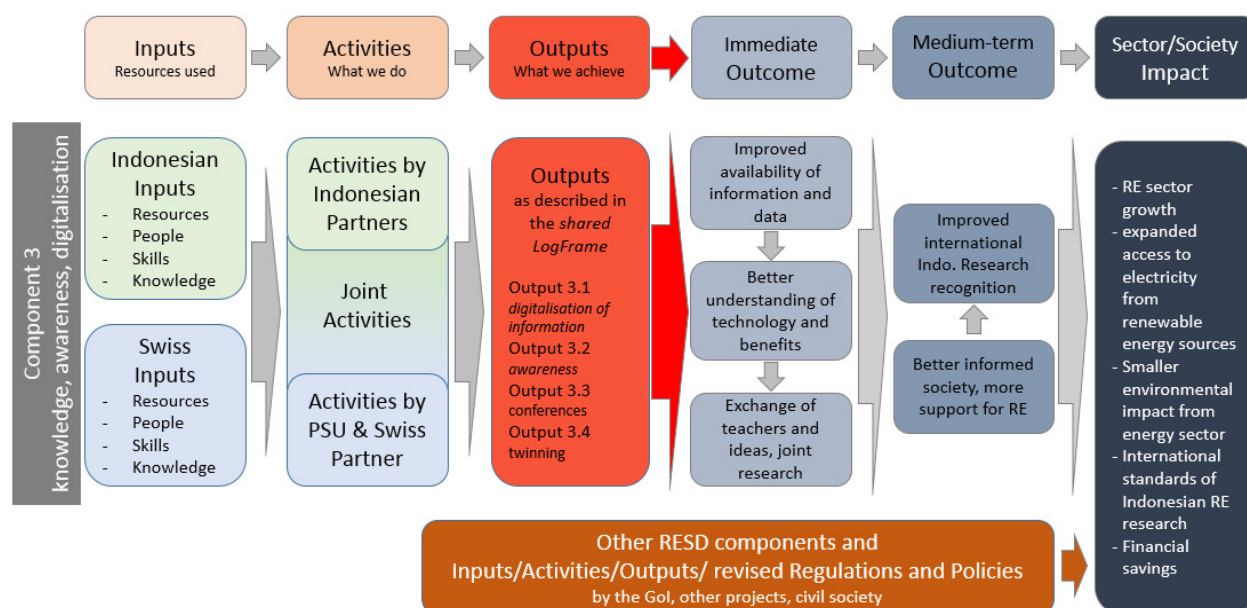 Inputs
Resources used
Activities
What we do
Outputs
What we achieve
Immediate
Outcome
Medium-term
Outcome
Sector/Society
Impact
Component 3
knowledge, awareness, digitalisation
Indonesian
Inputs
- Resources
- People
- Skills
- Knowledge
Swiss
Inputs
- Resources
- People
- Skills
- Knowledge
Activities by
Indonesian
Partners
Joint
Activities
Activities by
PSU & Swiss
Partner
Outputs
as described in
the shared
LogFrame
Output 3.1
digitalisation of
information
Output 3.2
awareness
Output 3.3
conferences
Output 3.4
twinning
Improved
availability of
information and
data
Better
understanding of
technology and
benefits
Exchange of
teachers and
ideas, joint
research
Improved
international
Indo. Research
recognition
Better informed
society, more
support for RE
- RE sector
growth
- expanded
access to
electricity from
renewable
energy sources
- Smaller
environmental
impact from
energy sector
- International
standards of
Indonesian RE
research
- Financial
savings
Other RESD components and
Inputs/Activities/Outputs/ revised Regulations and Policies
by the GoI, other projects, civil society